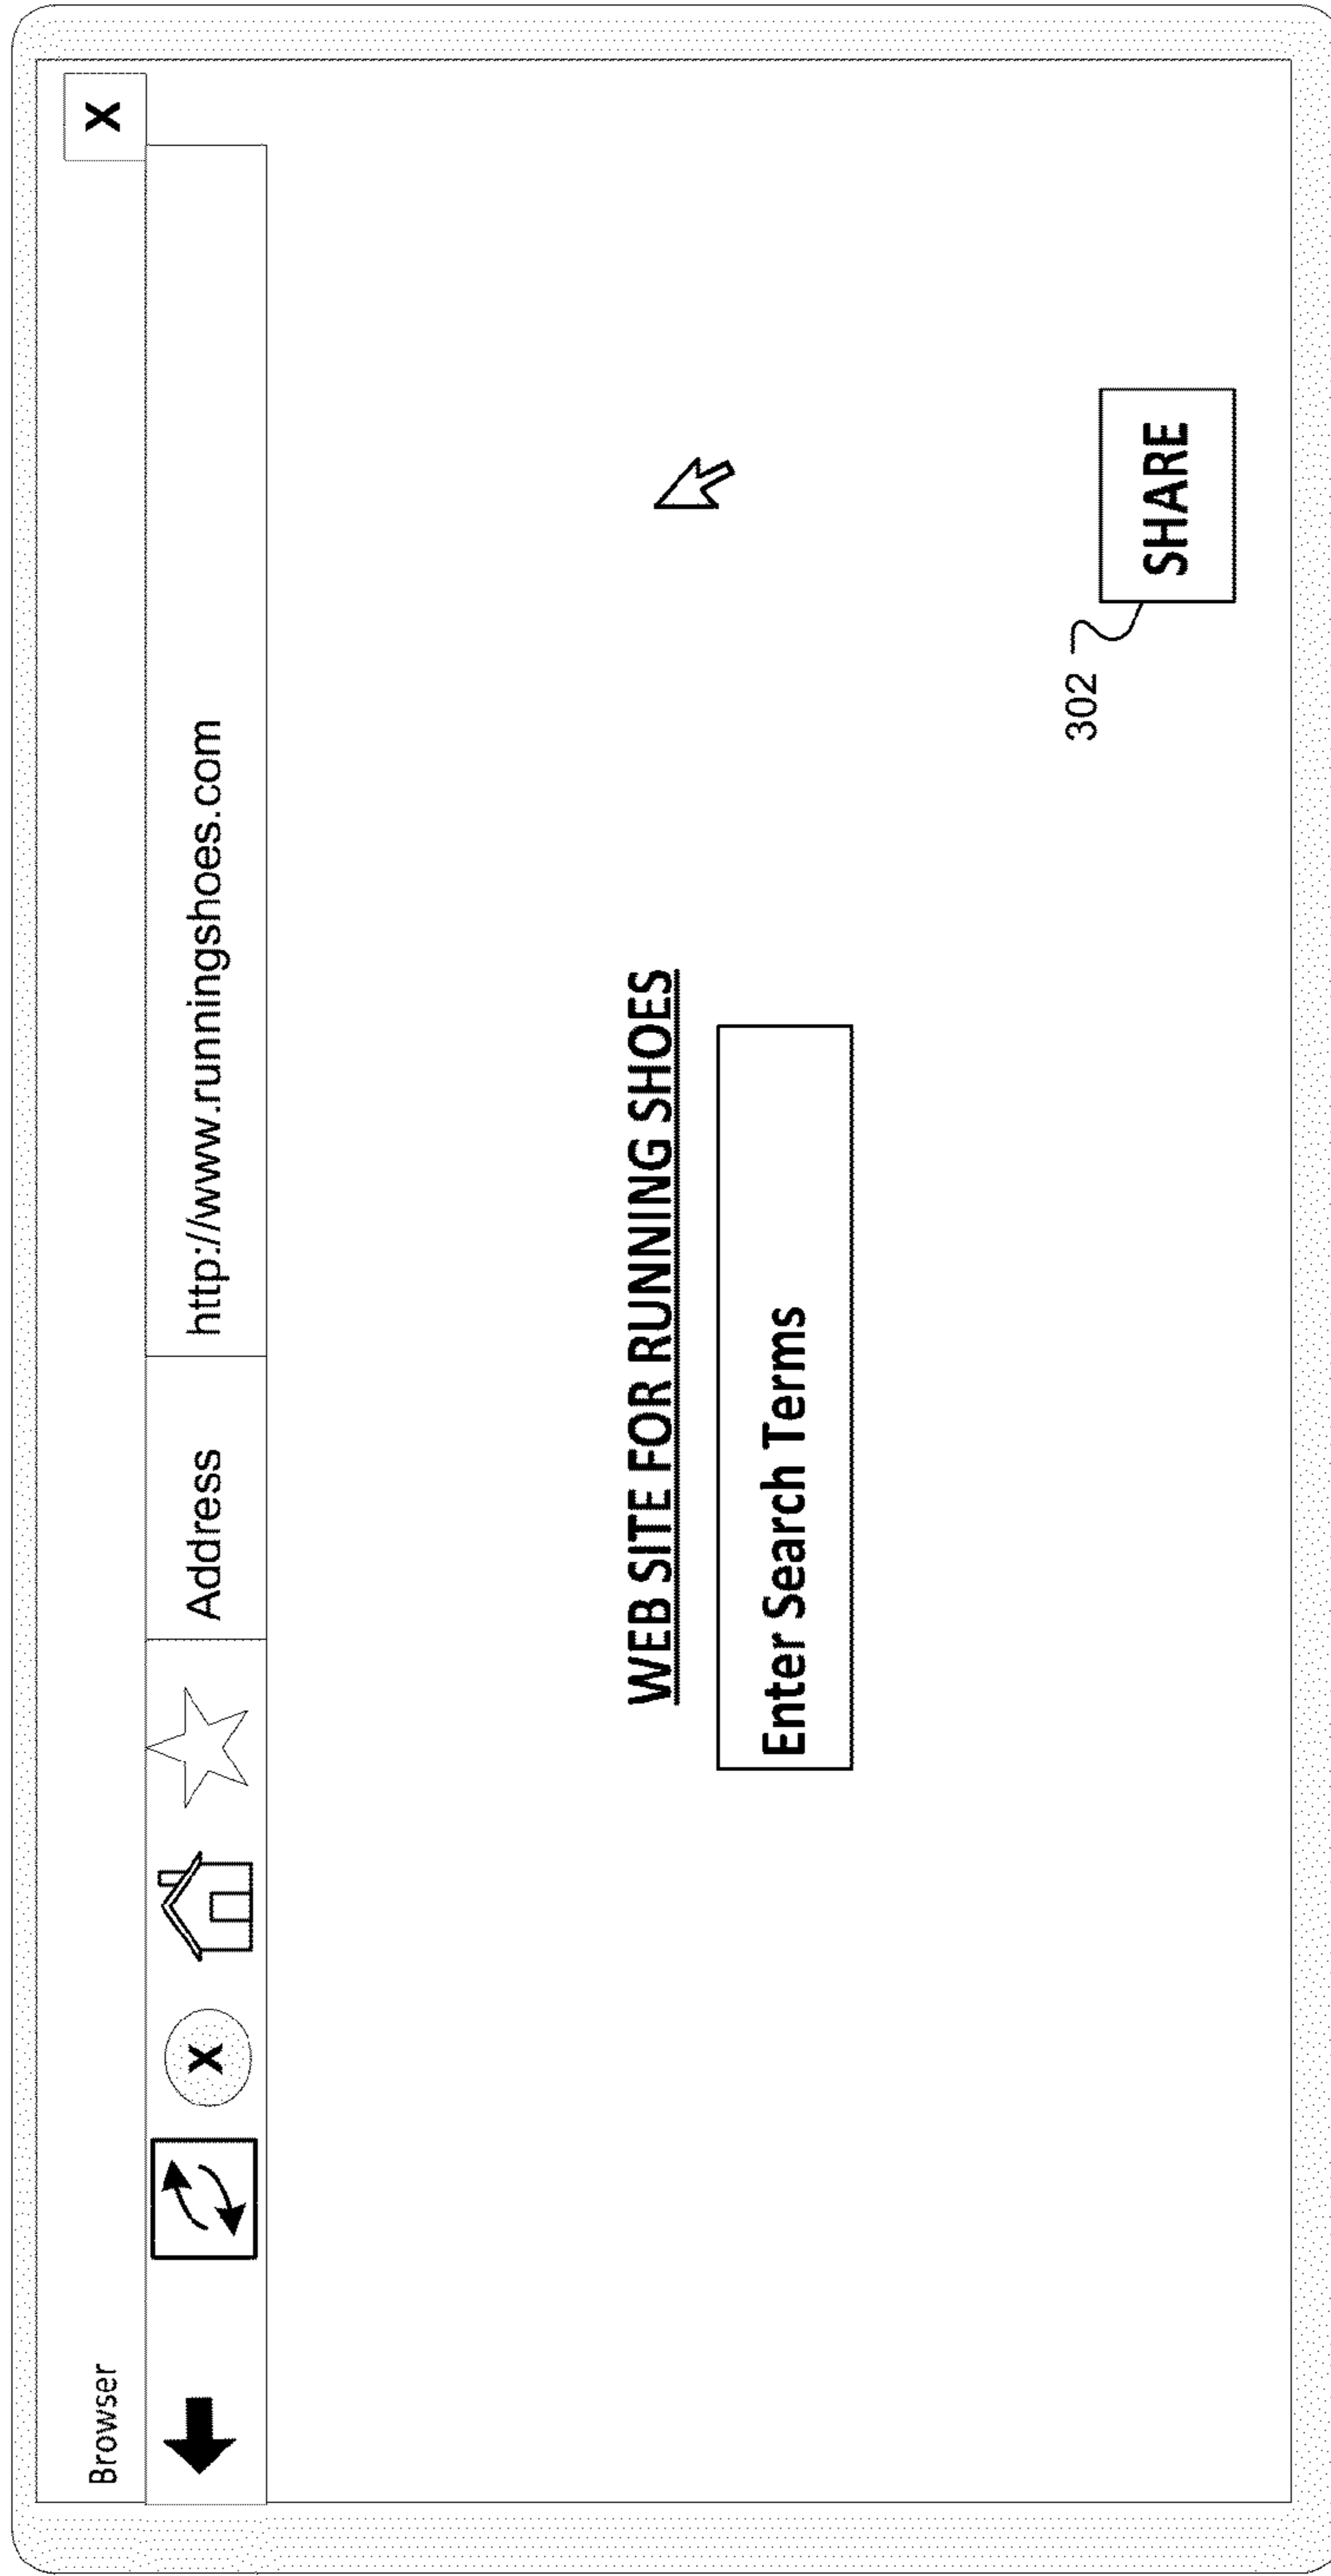 Browser
X
X
Address
http://www.runningshoes.com
WEB SITE FOR RUNNING SHOES
Enter Search Terms
302
SHARE